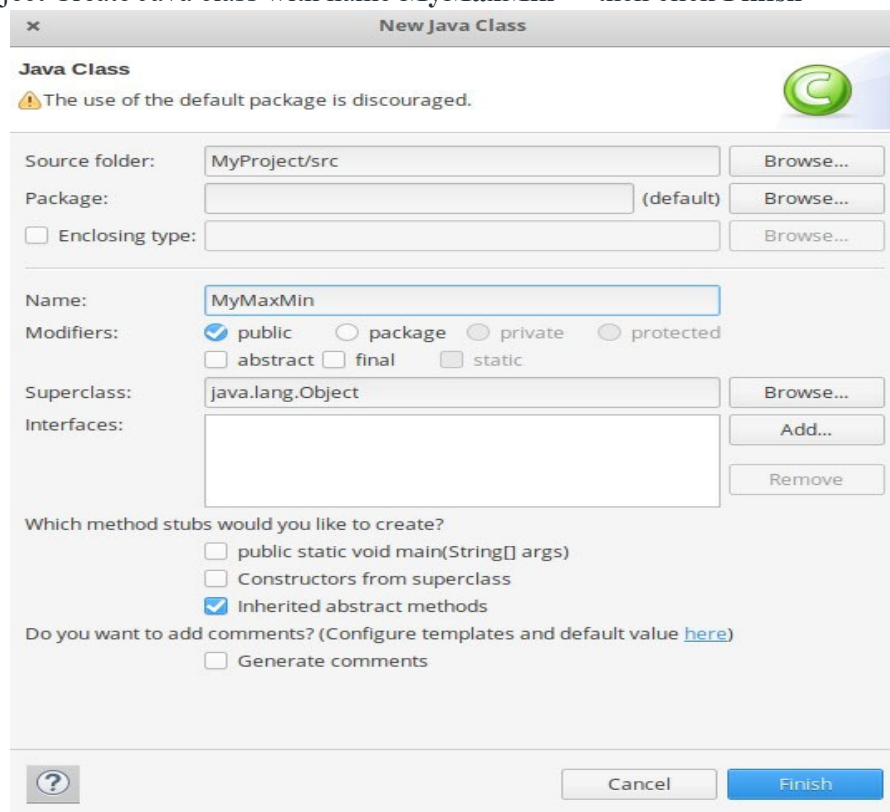 New Java Class
Java Class
The use of the default package is discouraged.
Source folder: MyProject/src Browse...
Package: (default) Browse...
Enclosing type: Browse...
Name: MyMaxMin
Modifiers: public package private protected
abstract final static
Superclass: java.lang.Object Browse...
Interfaces: Add...
Remove
Which method stubs would you like to create?
public static void main(String[] args)
Constructors from superclass
Inherited abstract methods
Do you want to add comments? (Configure templates and default value here)
Generate comments
? Cancel Finish